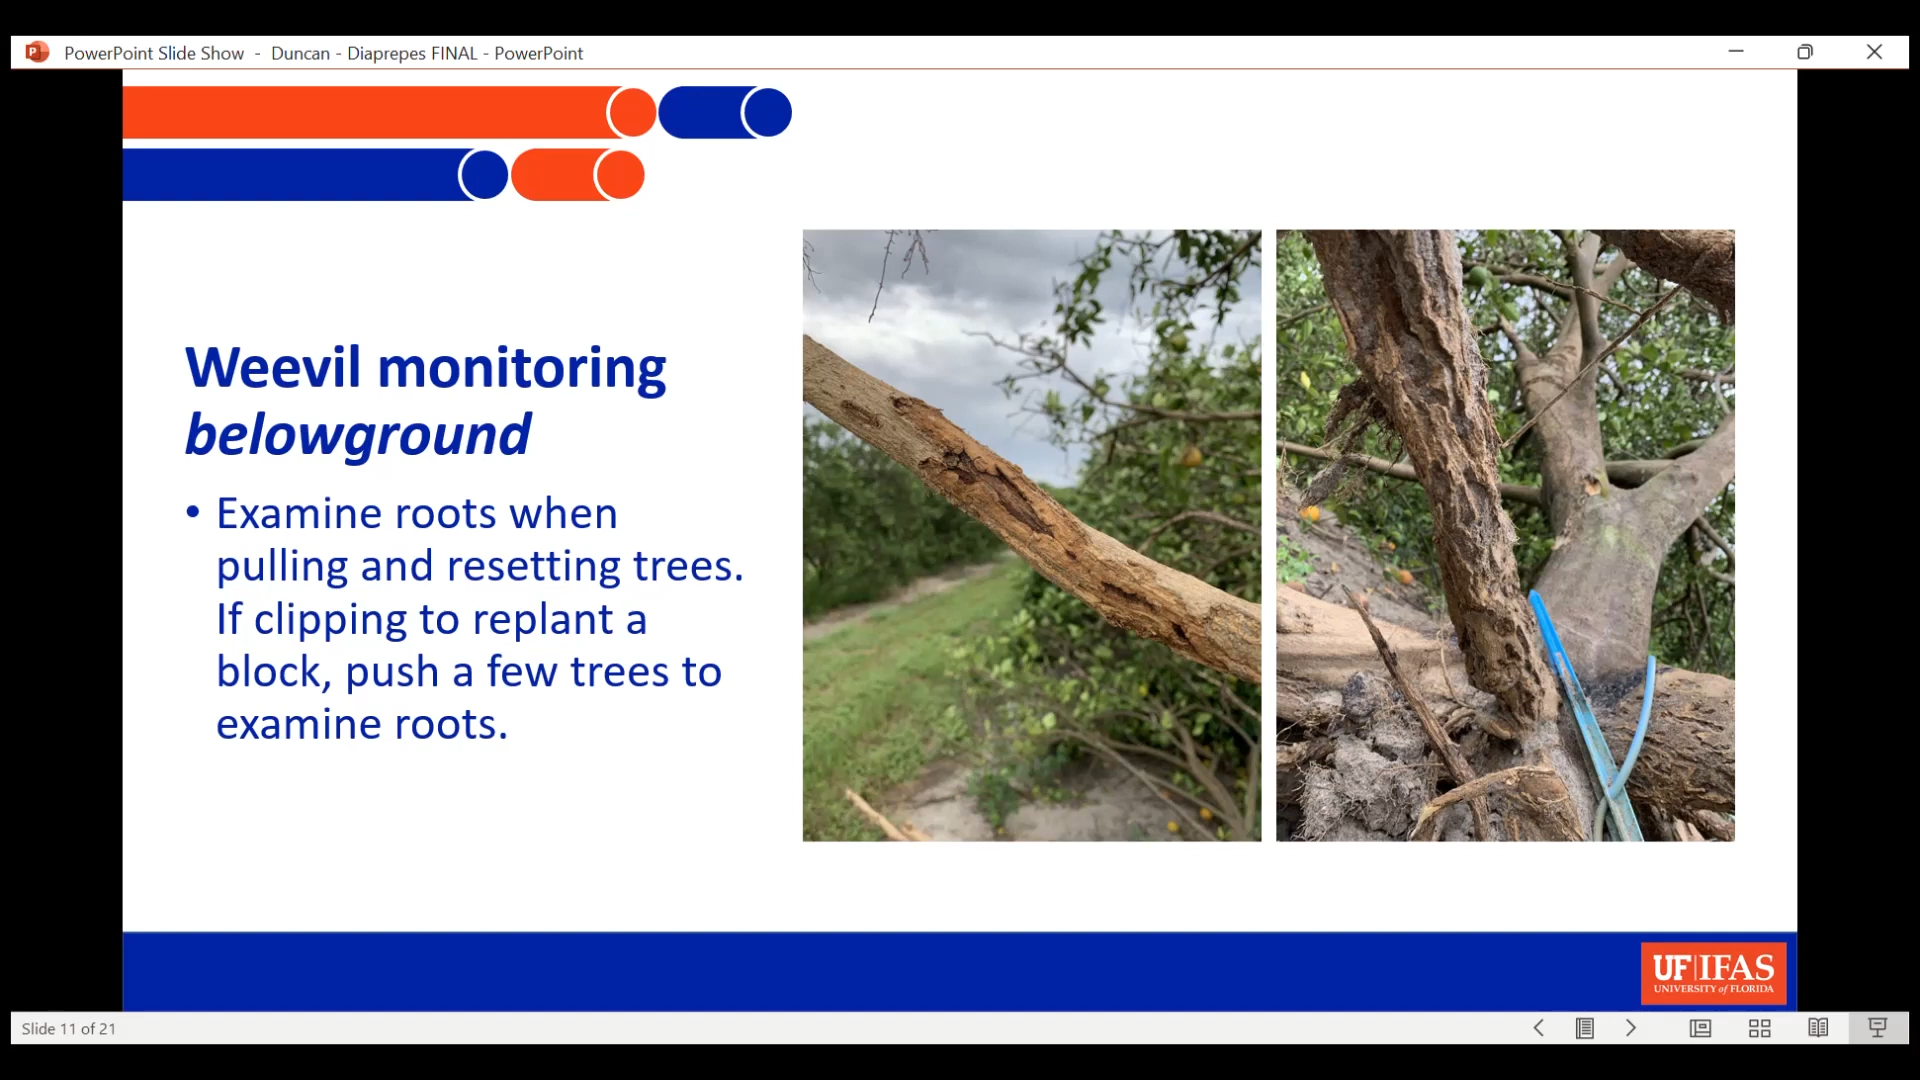 PowerPoint Slide Show - Duncan - Diaprepes FINAL - PowerPoint
Weevil monitoring
belowground
• Examine roots when
pulling and resetting trees.
If clipping to replant a
block, push a few trees to
examine roots.
UF|IFAS
UNIVERSITY of FLORIDA
Slide 11 of 21